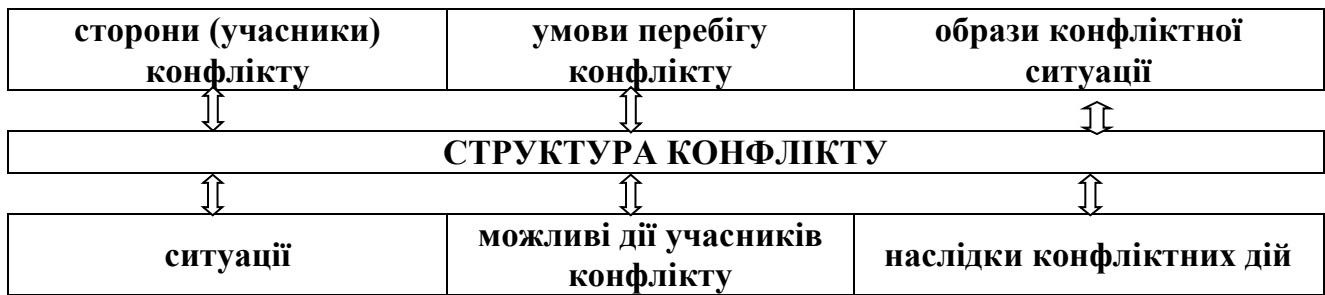 сторони (учасники)
конфлікту
умови перебігу
конфлікту
образи конфліктної
ситуації
СТРУКТУРА КОНФЛІКТУ
ситуації
можливі дії учасників
конфлікту
наслідки конфліктних дій